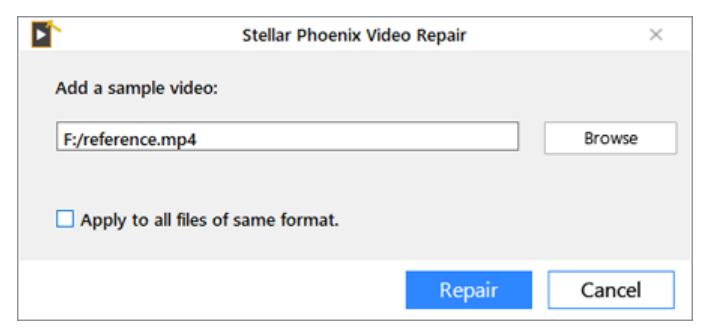 Stellar Phoenix Video Repair
Add a sample video:
F:/reference.mp4
Browse
Apply to all files of same format.
Repair
Cancel